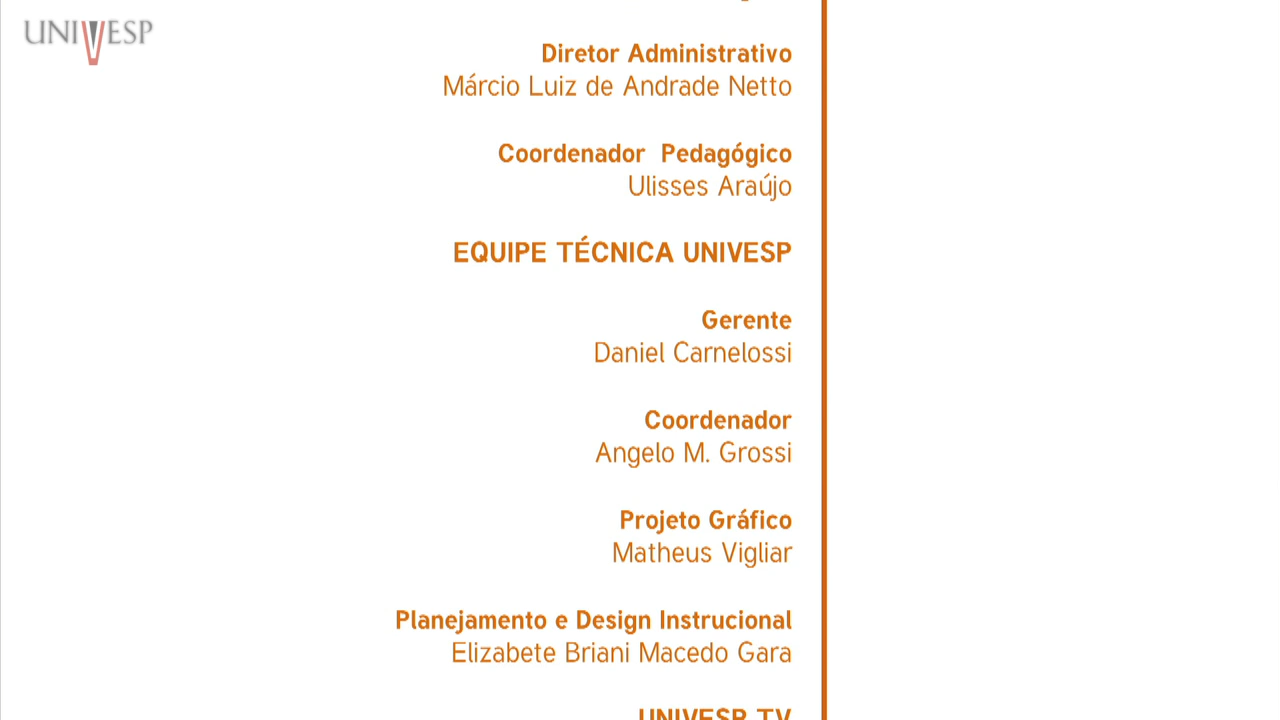 UNIVESP
Diretor Administrativo
Márcio Luiz de Andrade Netto
Coordenador Pedagógico
Ulisses Araújo
EQUIPE TÉCNICA UNIVESP
Gerente
Daniel Carnelossi
Coordenador
Angelo M. Grossi
Projeto Gráfico
Matheus Vigliar
Planejamento e Design Instrucional
Elizabete Briani Macedo Gara
UNIVESP TV